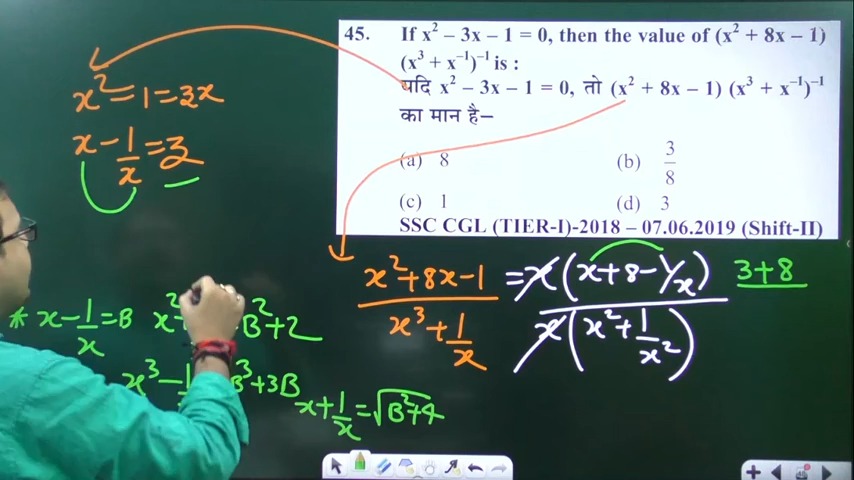 45. If x² – 3x – 1 = 0, then the value of (x² + 8x – 1)
(x³ + x⁻¹)⁻¹ is :
यदि x² – 3x – 1 = 0, तो (x² + 8x – 1) (x³ + x⁻¹)⁻¹
का मान है–
(a) 8 (b) 3/8
(c) 1 (d) 3
SSC CGL (TIER-I)-2018 – 07.06.2019 (Shift-II)
x² – 1 = 3x
x – 1/x = 3
(x² + 8x – 1)/(x³ + 1/x) = x(x + 8 – 1/x)/x(x² + 1/x²) 3+8
* x – 1/x = B x² B² + 2
x³ – 1 B³ + 3B
x + 1/x = √(B² + 4)